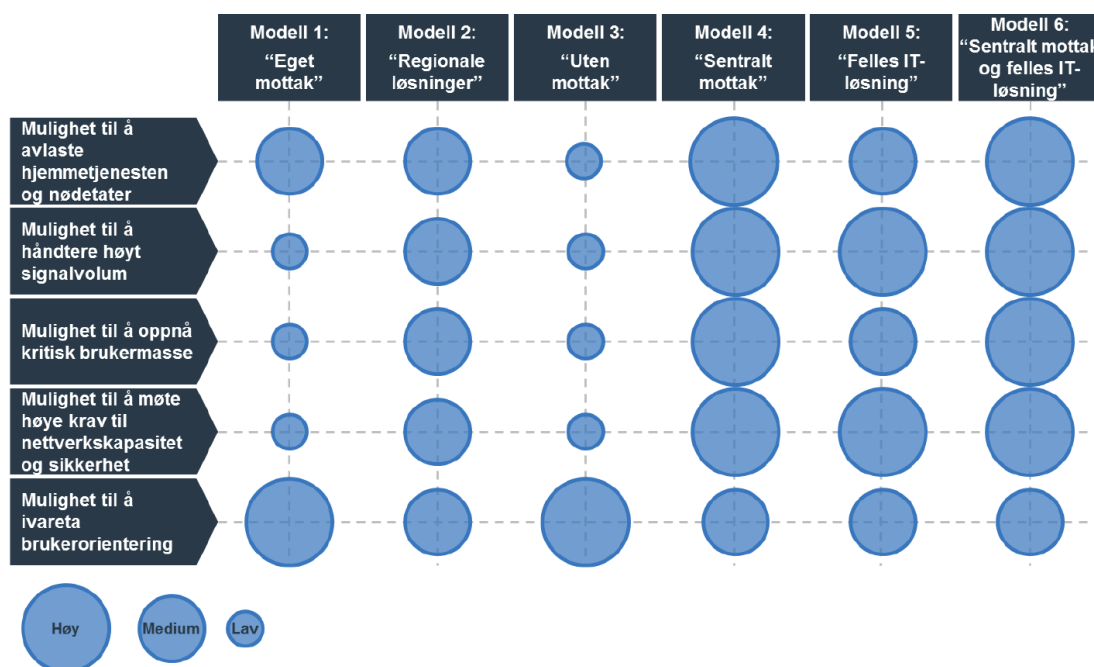 Modell 1:
“Eget
mottak”
Modell 2:
“Regionale
løsninger”
Modell 3:
“Uten
mottak”
Modell 4:
“Sentralt
mottak”
Modell 5:
“Felles IT-
løsning”
Modell 6:
“Sentralt mottak
og felles IT-
løsning”
Mulighet til å
avlaste
hjemmetjenesten
og nødetater
Mulighet til å
håndtere høyt
signalvolum
Mulighet til å oppnå
kritisk brukermasse
Mulighet til å møte
høye krav til
nettverkskapasitet
og sikkerhet
Mulighet til å
ivareta
brukerorientering
Høy
Medium
Lav